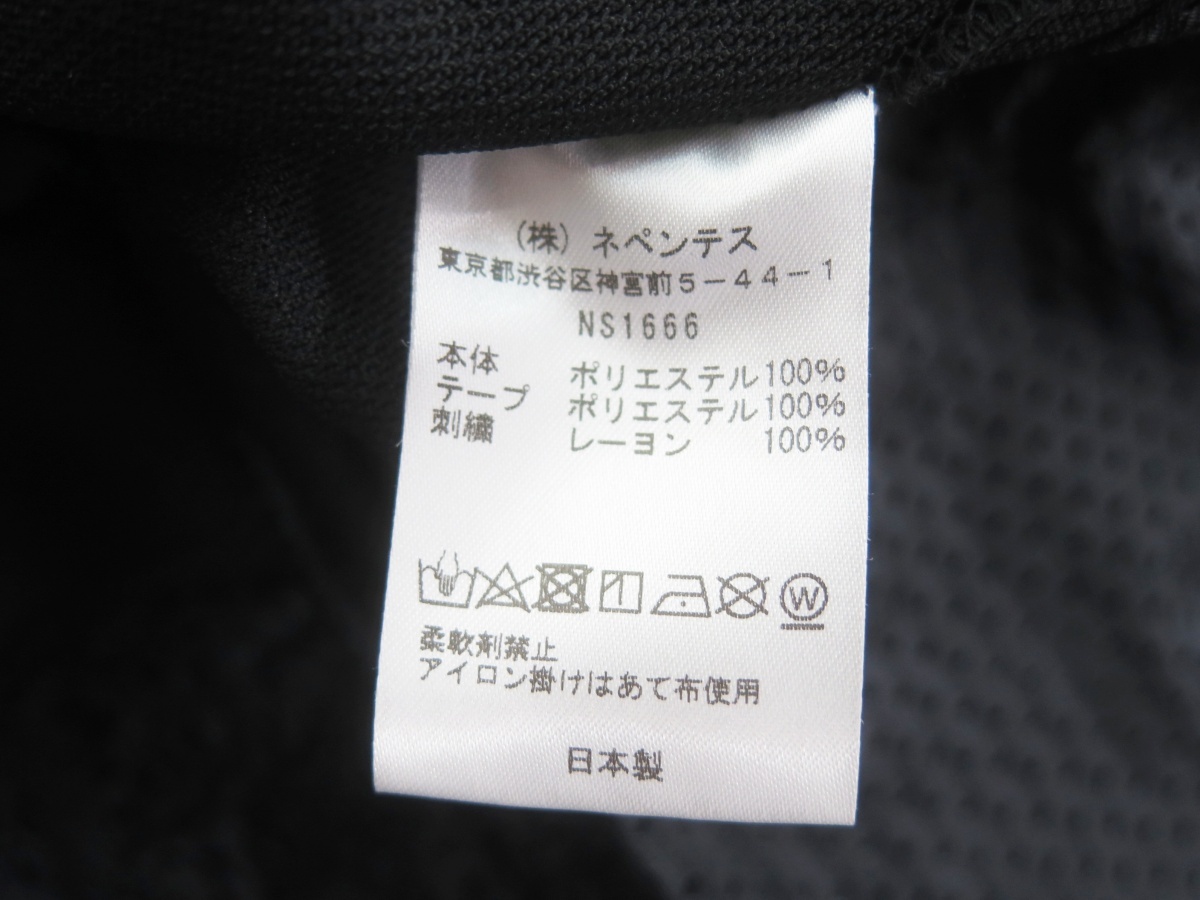 （株）ネペンテス
東京都渋谷区神宮前５－４４－１
NS1666
本体 ポリエステル100%
テープ ポリエステル100%
刺繍 レーヨン 100%
W
柔軟剤禁止
アイロン掛けはあて布使用
日本製